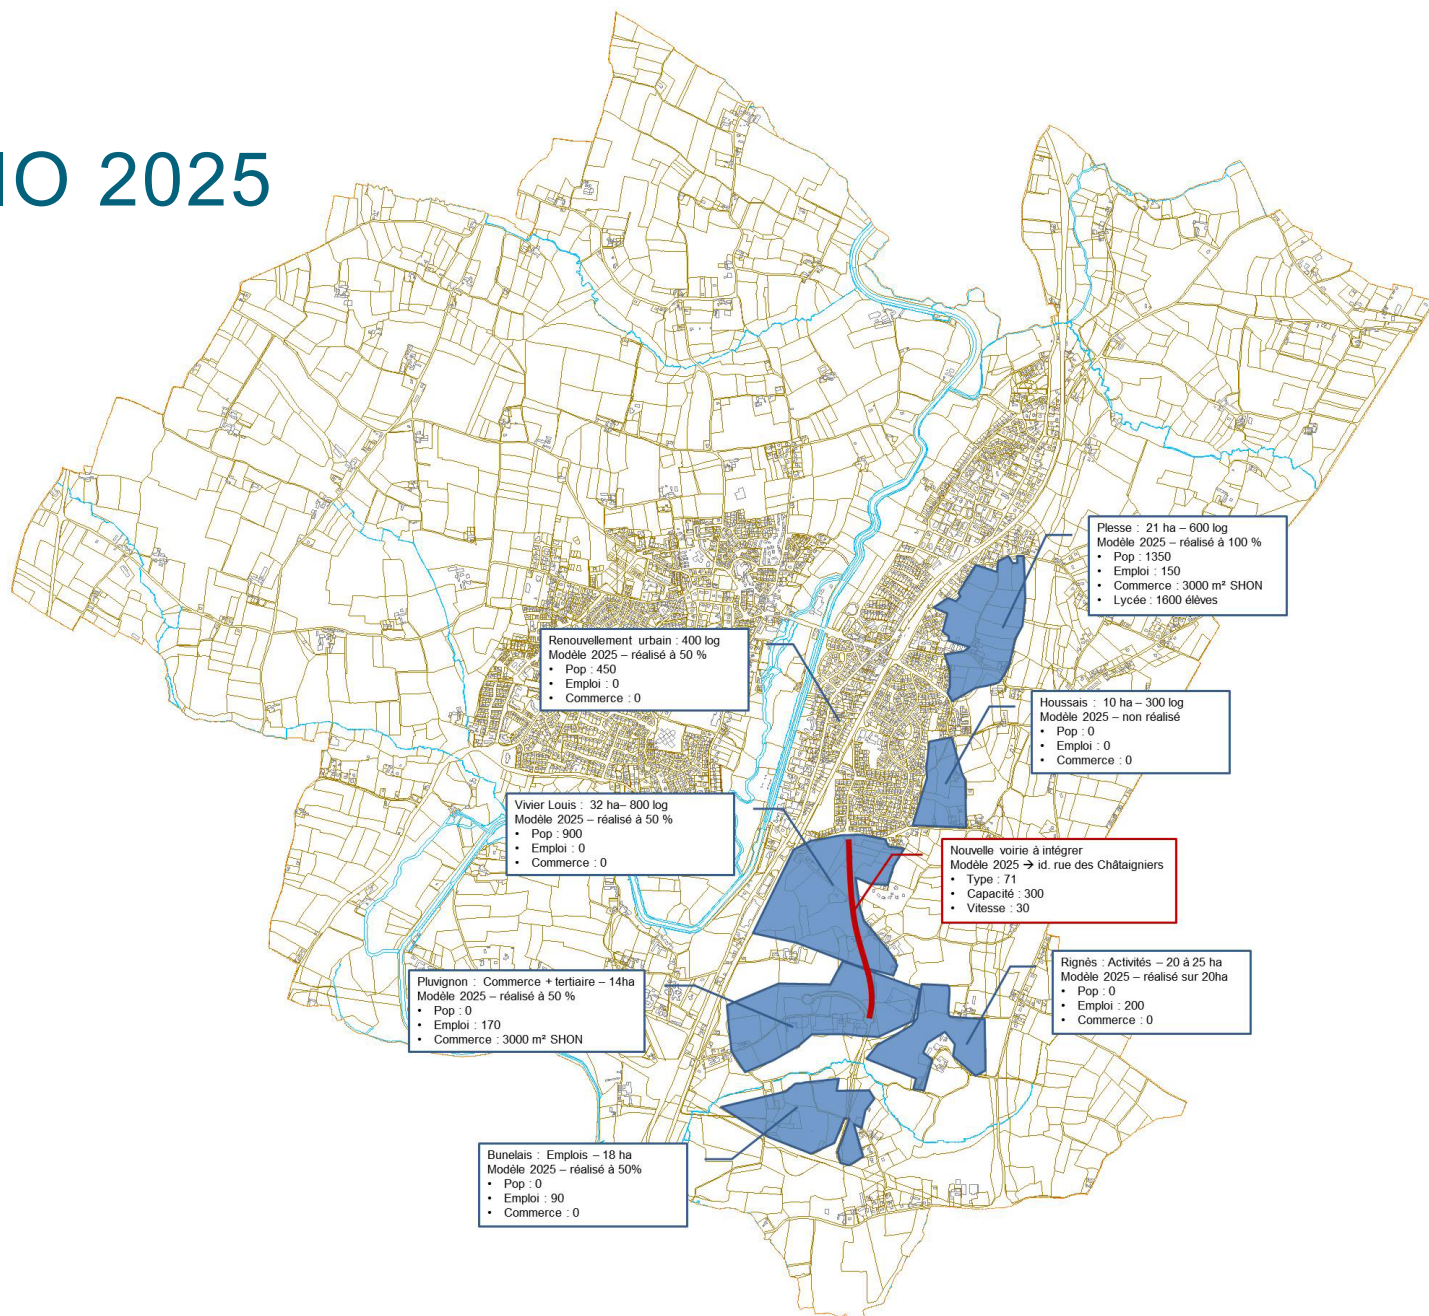 IO 2025
Plesse : 21 ha – 600 log
Modèle 2025 – réalisé à 100 %
• Pop : 1350
• Emploi : 150
• Commerce : 3000 m² SHON
• Lycée : 1600 élèves
Renouvellement urbain : 400 log
Modèle 2025 – réalisé à 50 %
• Pop : 450
• Emploi : 0
• Commerce : 0
Houssais : 10 ha – 300 log
Modèle 2025 – non réalisé
• Pop : 0
• Emploi : 0
• Commerce : 0
Vivier Louis : 32 ha– 800 log
Modèle 2025 – réalisé à 50 %
• Pop : 900
• Emploi : 0
• Commerce : 0
Nouvelle voirie à intégrer
Modèle 2025 → id. rue des Châtaigniers
• Type : 71
• Capacité : 300
• Vitesse : 30
Rignés : Activités – 20 à 25 ha
Modèle 2025 – réalisé sur 20ha
• Pop : 0
• Emploi : 200
• Commerce : 0
Pluvignon : Commerce + tertiaire – 14ha
Modèle 2025 – réalisé à 50 %
• Pop : 0
• Emploi : 170
• Commerce : 3000 m² SHON
Bunelais : Emplois – 18 ha
Modèle 2025 – réalisé à 50%
• Pop : 0
• Emploi : 90
• Commerce : 0